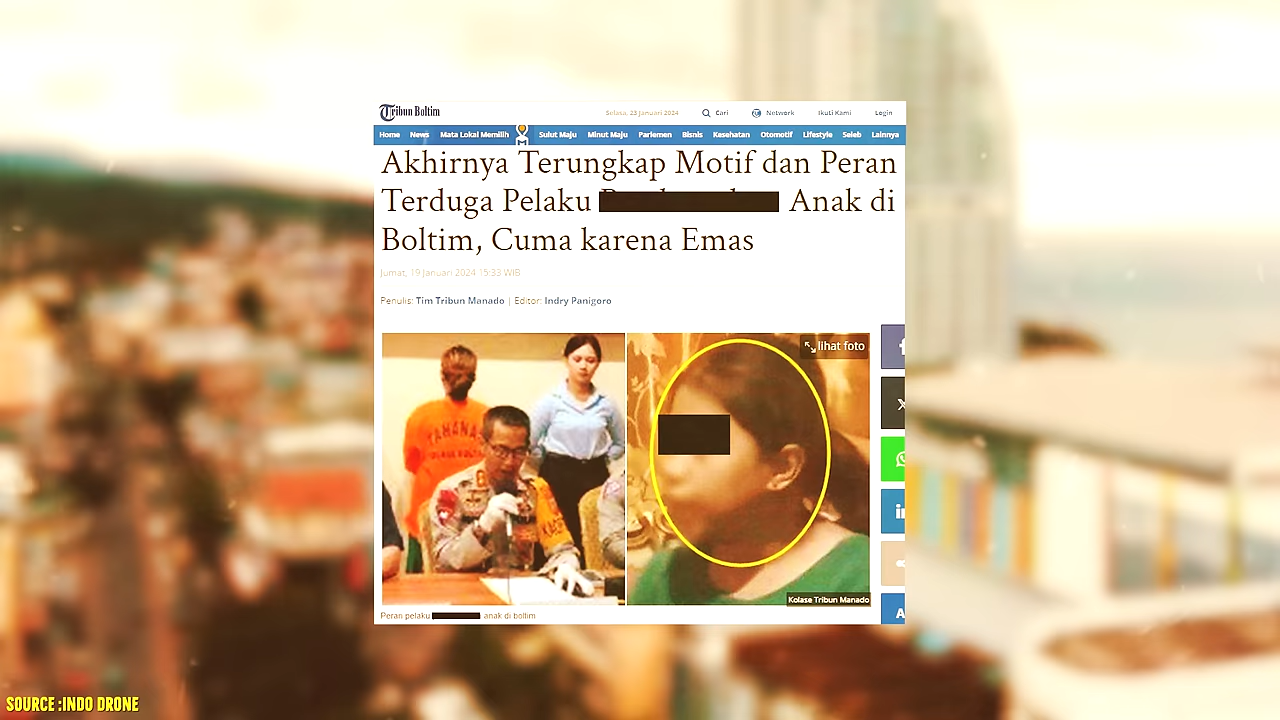 Tribun Boltim
Selasa, 23 Januari 2024 Cari Network Ikuti Kami Login
Home News Mata Lokal Memilih Sulut Maju Minut Maju Parlemen Bisnis Kesehatan Otomotif Lifestyle Seleb Lainnya
Akhirnya Terungkap Motif dan Peran
Terduga Pelaku Anak di
Boltim, Cuma karena Emas
Jumat, 19 Januari 2024 15:33 WIB
Penulis: Tim Tribun Manado | Editor: Indry Panigoro
lihat foto
TAHANAN
Kolase Tribun Manado
Peran pelaku anak di boltim
SOURCE :INDO DRONE